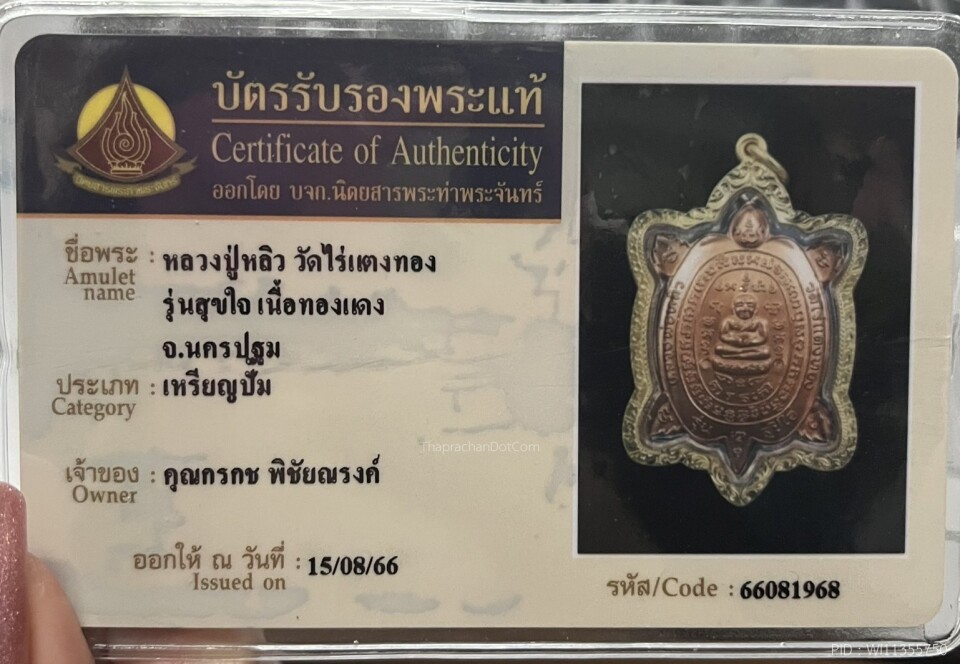 บัตรรับรองพระแท้
Certificate of Authenticity
ออกโดย บจก.นิตยสารพระท่าพระจันทร์
ชื่อพระ : หลวงปู่หลิว วัดไร่แตงทอง
Amulet name
รุ่นสุขใจ เนื้อทองแดง
จ.นครปฐม
ประเภท : เหรียญปั๊ม
Category
ThaprachanDotCom
เจ้าของ : คุณกรกช พิชัยณรงค์
Owner
ออกให้ ณ วันที่ : 15/08/66
Issued on
รหัส/Code : 66081968
PID : W111355750